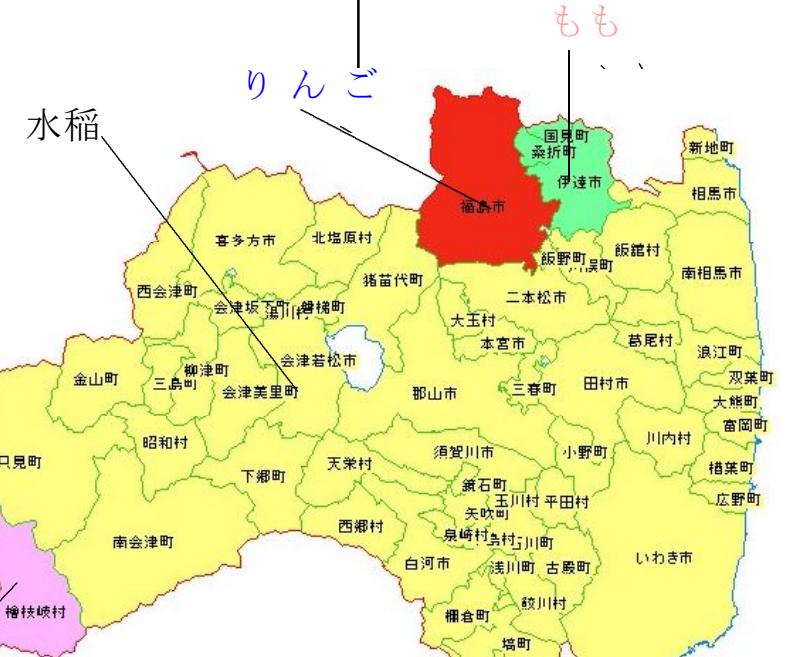 もも
りんご
水稲
国見町
桑折町
伊達市
新地町
相馬市
福島市
喜多方市
北塩原村
飯野町
川俣町
飯舘村
南相馬市
猪苗代町
西会津町
会津坂下町
湯川村
磐梯町
二本松市
大玉村
本宮市
葛尾村
浪江町
会津若松市
柳津町
三島町
金山町
会津美里町
郡山市
三春町
田村市
双葉町
大熊町
富岡町
昭和村
川内村
只見町
下郷町
天栄村
須賀川市
小野町
楢葉町
鏡石町
玉川村
平田村
広野町
矢吹町
西郷村
南会津町
泉崎村
石川町
いわき市
白河市
浅川町
古殿町
檜枝岐村
鮫川村
棚倉町
塙町